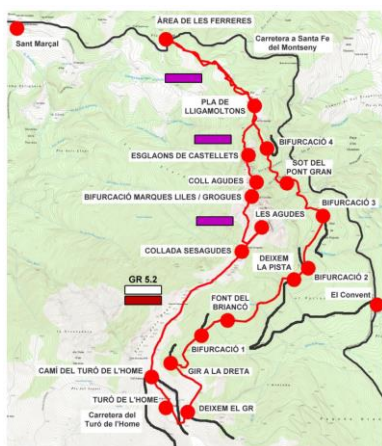 ÀREA DE LES FERRERES
Sant Marçal
Carretera a Santa Fe
del Montseny
PLA DE
LLIGAMOLTONS
BIFURCACIÓ 4
ESGLAONS DE CASTELLETS
SOT DEL
PONT GRAN
COLL AGUDES
BIFURCACIÓ MARQUES LILES / GROGUES
BIFURCACIÓ 3
LES AGUDES
COLLADA SESAGUDES
DEIXEM
LA PISTA
BIFURCACIÓ 2
GR 5.2
El Convent
FONT DEL
BRIANCÓ
BIFURCACIÓ 1
CAMÍ DEL TURÓ DE L'HOME
GIR A LA DRETA
TURÓ DE L'HOME
DEIXEM EL GR
Carretera del
Turó de l'Home